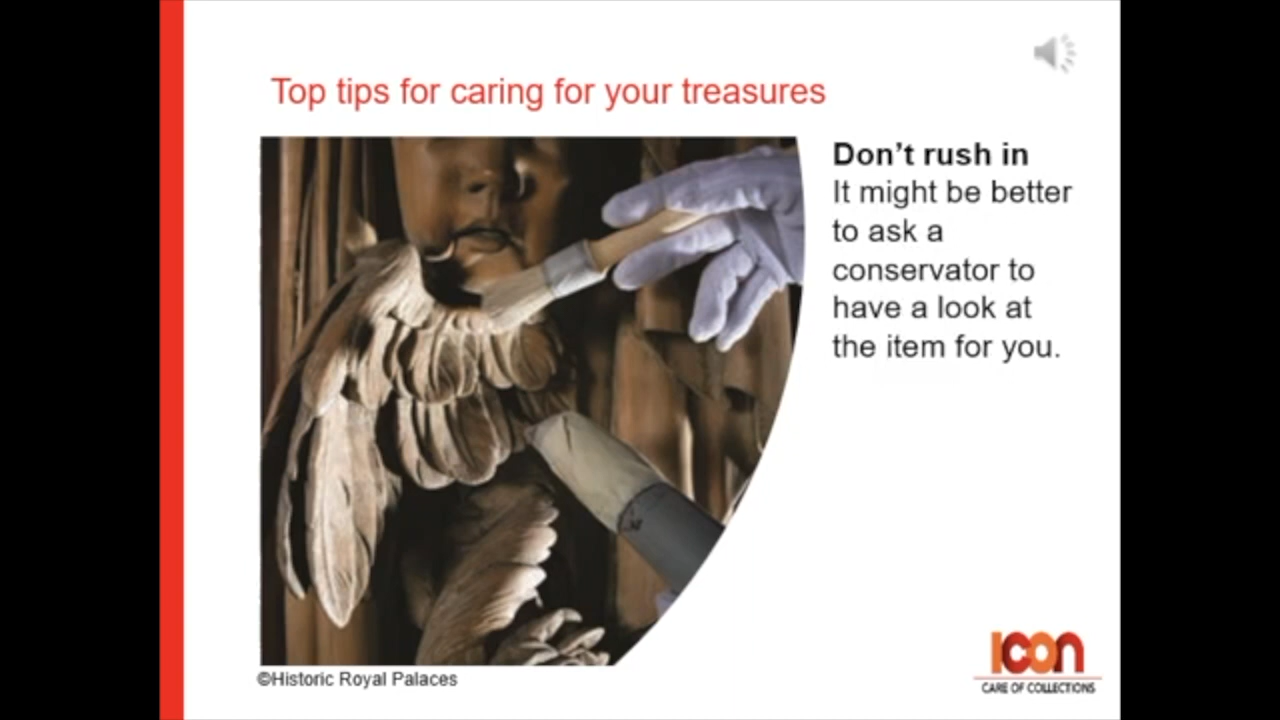 Top tips for caring for your treasures
Don't rush in
It might be better
to ask a
conservator to
have a look at
the item for you.
©Historic Royal Palaces
Icon
CARE OF COLLECTIONS